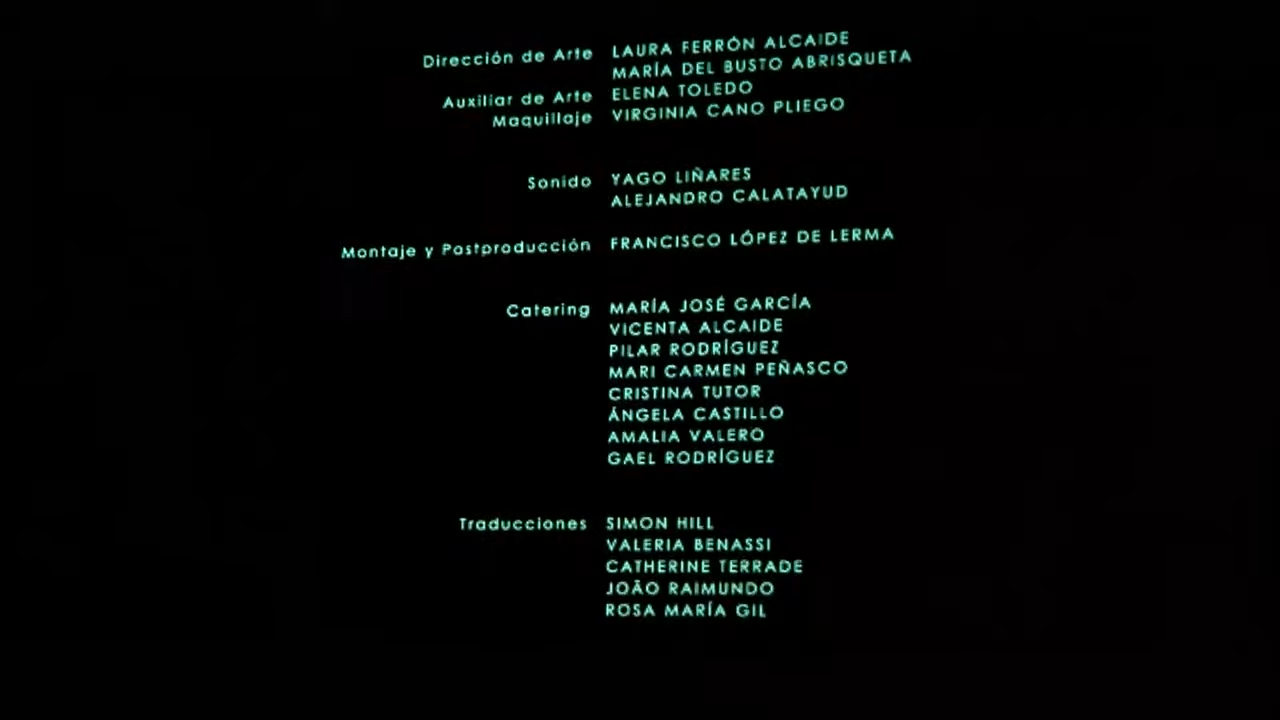 Dirección de Arte LAURA FERRÓN ALCAIDE
MARÍA DEL BUSTO ABRISQUETA
Auxiliar de Arte ELENA TOLEDO
Maquillaje VIRGINIA CANO PLIEGO
Sonido YAGO LIÑARES
ALEJANDRO CALATAYUD
Montaje y Postproducción FRANCISCO LÓPEZ DE LERMA
Catering MARÍA JOSÉ GARCÍA
VICENTA ALCAIDE
PILAR RODRÍGUEZ
MARI CARMEN PEÑASCO
CRISTINA TUTOR
ÁNGELA CASTILLO
AMALIA VALERO
GAEL RODRÍGUEZ
Traducciones SIMON HILL
VALERIA BENASSI
CATHERINE TERRADE
JOÃO RAIMUNDO
ROSA MARÍA GIL